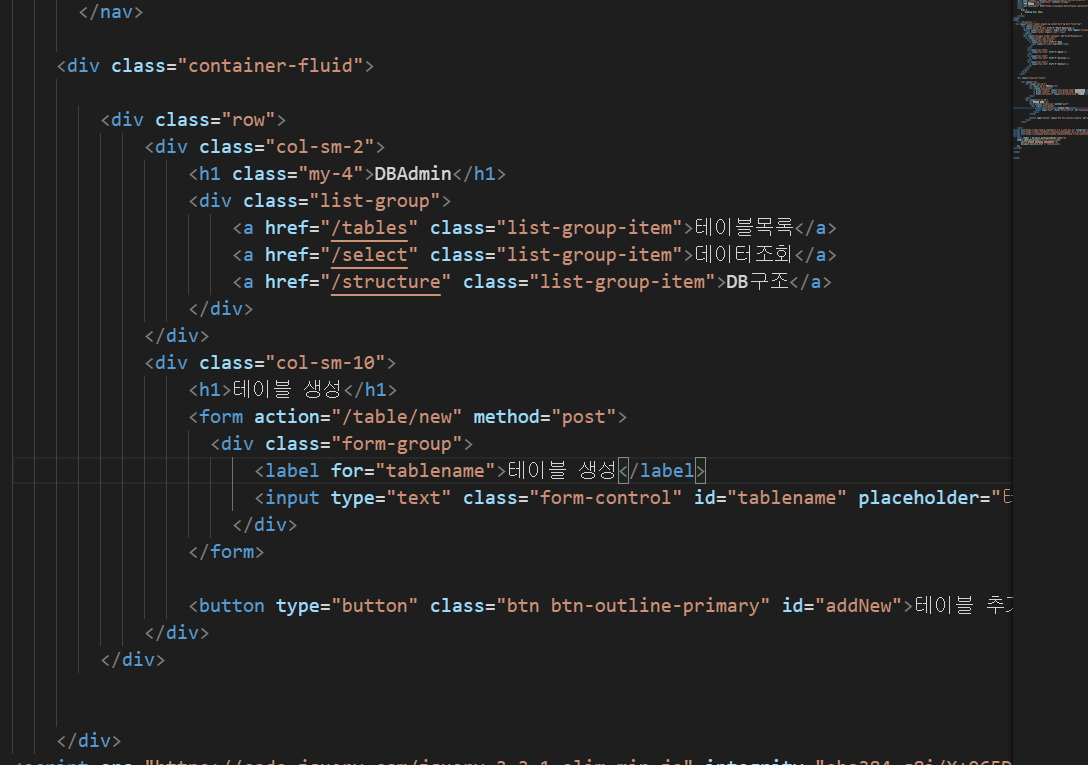 </nav>
<div class="container-fluid">
<div class="row">
<div class="col-sm-2">
<h1 class="my-4">DBAdmin</h1>
<div class="list-group">
<a href="/tables" class="list-group-item">테이블목록</a>
<a href="/select" class="list-group-item">데이터조회</a>
<a href="/structure" class="list-group-item">DB구조</a>
</div>
</div>
<div class="col-sm-10">
<h1>테이블 생성</h1>
<form action="/table/new" method="post">
<div class="form-group">
<label for="tablename">테이블 생성</label>
<input type="text" class="form-control" id="tablename" placeholder="
</div>
</form>
<button type="button" class="btn btn-outline-primary" id="addNew">테이블
</div>
</div>
</div>